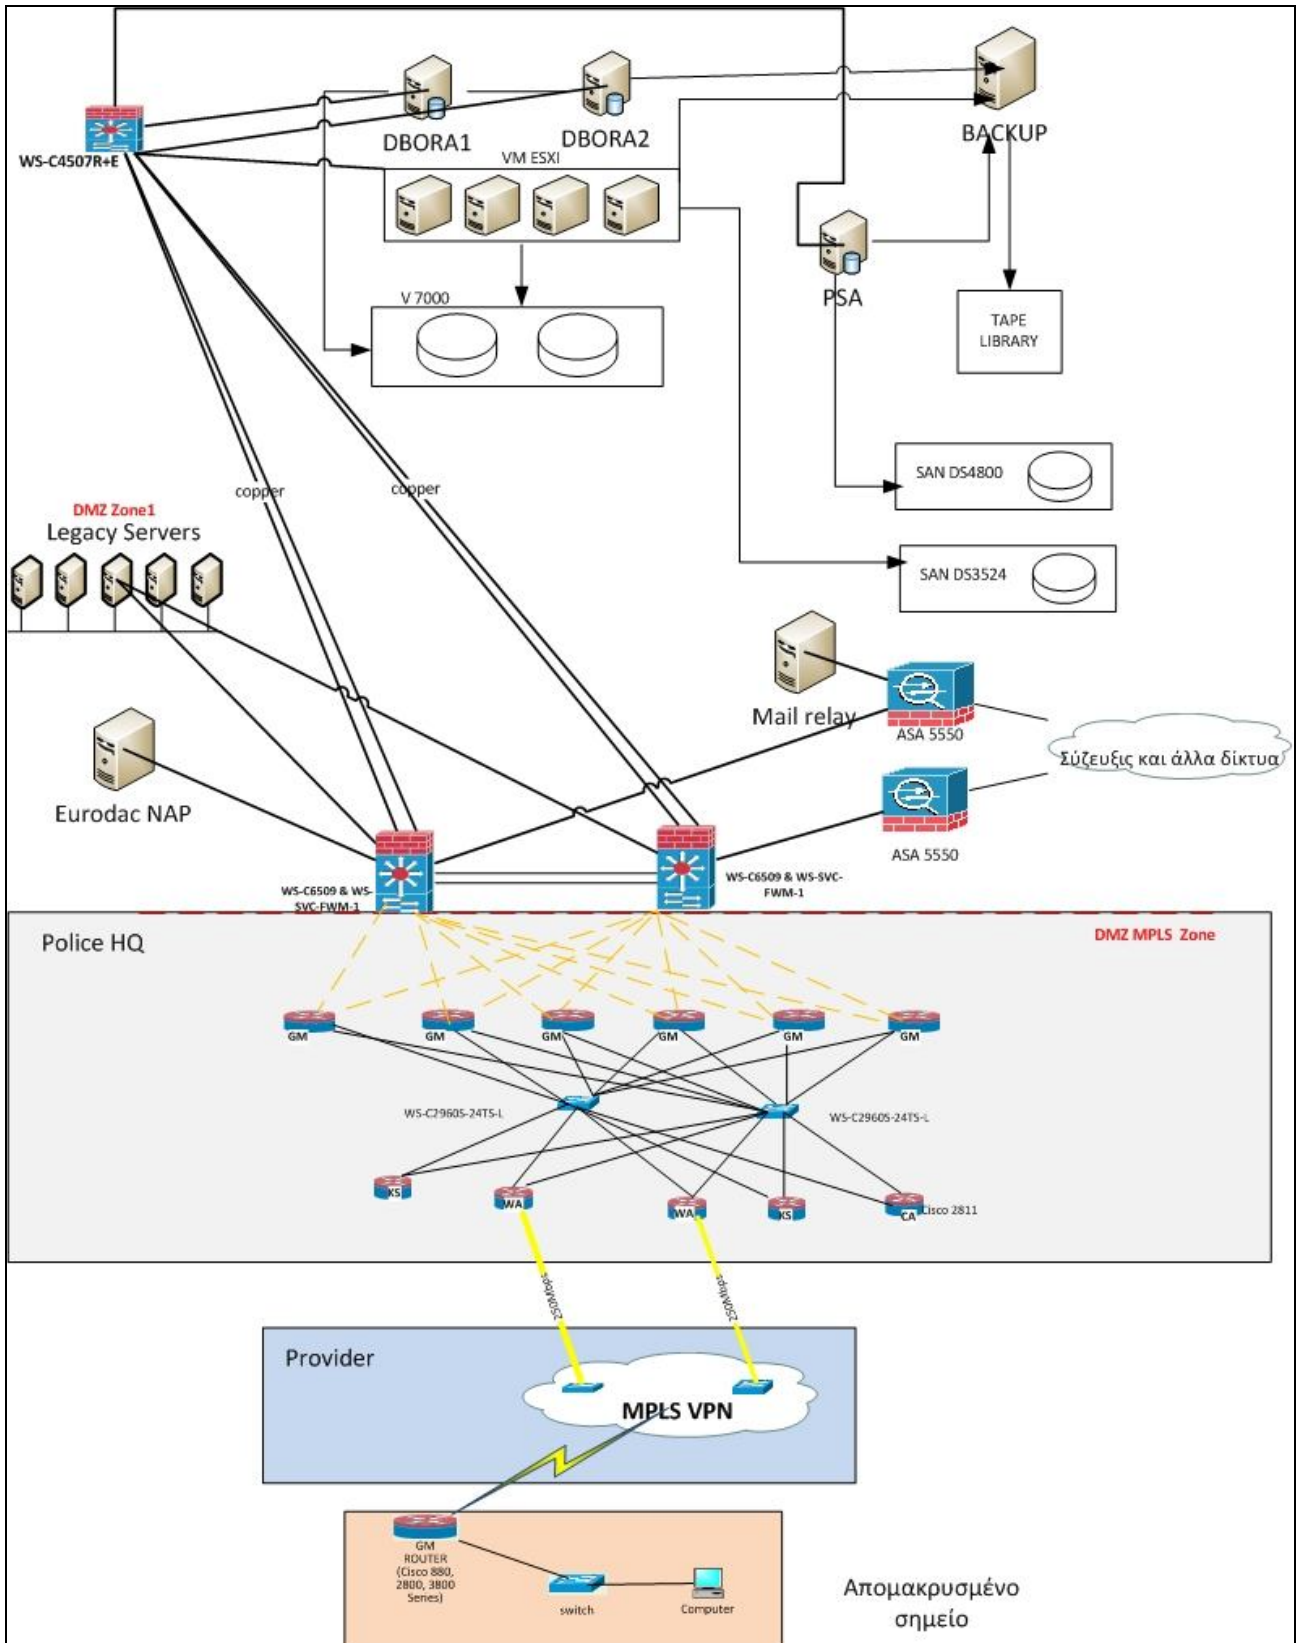 DBORA1
DBORA2
BACKUP
WS-C4507R+E
VM ESXI
PSA
V 7000
TAPE
LIBRARY
SAN DS4800
copper
copper
DMZ Zone1
Legacy Servers
SAN DS3524
Mail relay
ASA 5550
Σύζευξις και άλλα δίκτυα
Eurodac NAP
ASA 5550
WS-C6509 & WS-
SVC-FWM-1
WS-C6509 & WS-SVC-
FWM-1
Police HQ
DMZ MPLS Zone
GM
GM
GM
GM
GM
GM
WS-C2960S-24TS-L
WS-C2960S-24TS-L
KS
WA
WA
KS
CA
Cisco 2811
250Mbps
250Mbps
Provider
MPLS VPN
GM
ROUTER
(Cisco 880,
2800, 3800
Series)
switch
Computer
Απομακρυσμένο
σημείο